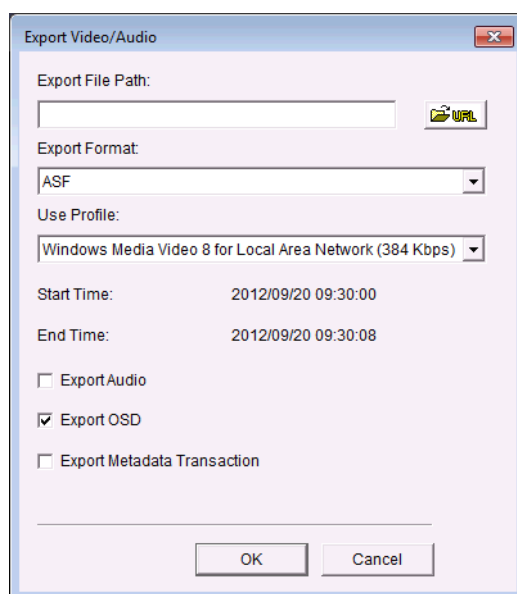 Export Video/Audio
Export File Path:
URL
Export Format:
ASF
Use Profile:
Windows Media Video 8 for Local Area Network (384 Kbps)
Start Time: 2012/09/20 09:30:00
End Time: 2012/09/20 09:30:08
Export Audio
Export OSD
Export Metadata Transaction
OK Cancel